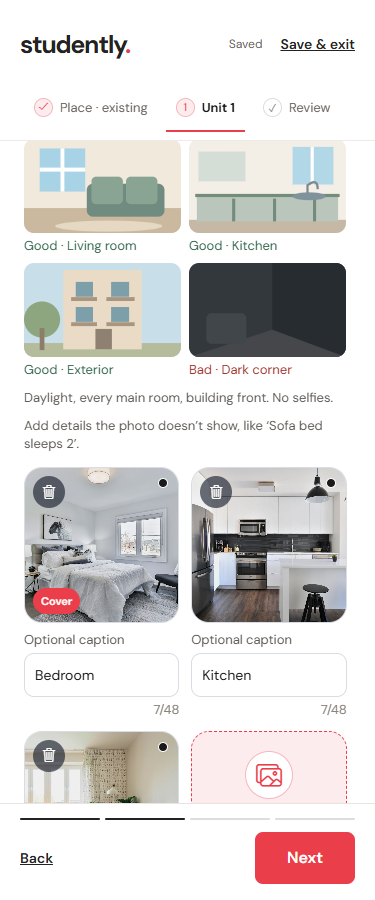 studently.
Saved
Save & exit
Place · existing
1
Unit 1
Review
Good · Living room
Good · Kitchen
Good · Exterior
Bad · Dark corner
Daylight, every main room, building front. No selfies.
Add details the photo doesn’t show, like ‘Sofa bed
sleeps 2’.
Cover
Optional caption
Optional caption
Bedroom
Kitchen
7/48
7/48
Back
Next